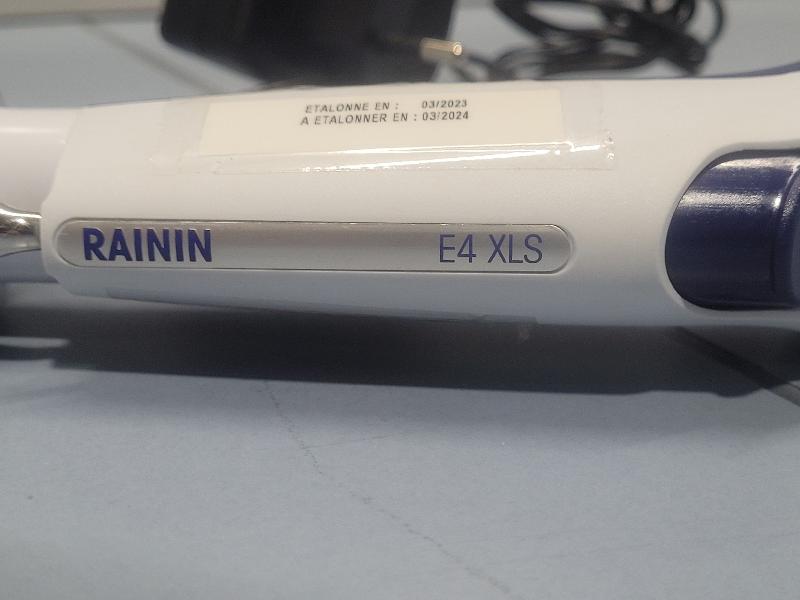 ETALONNE EN : 03/2023
A ETALONNER EN : 03/2024
RAININ E4 XLS